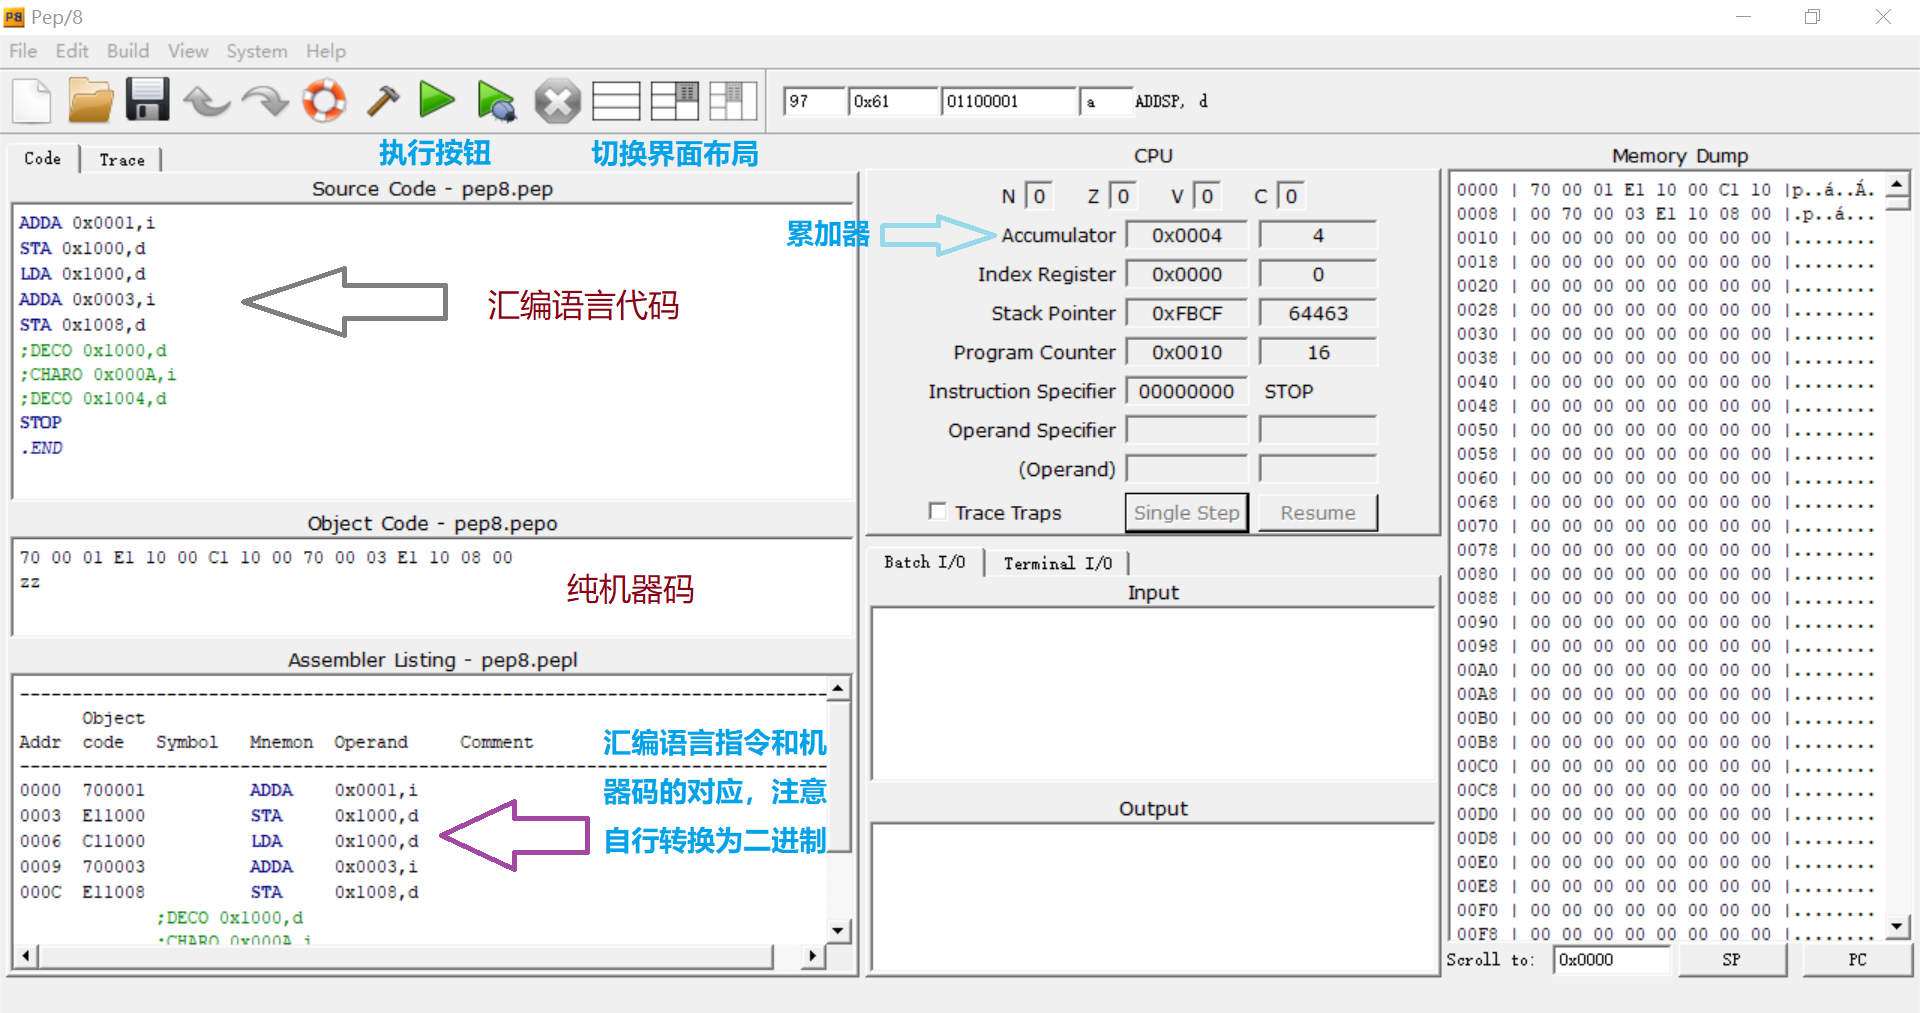 Pep/8
File Edit Build View System Help
97 0x61 01100001 a ADDSP, d
执行按钮 切换界面布局
Code Trace
Source Code - pep8.pep
ADDA 0x0001,i
STA 0x1000,d
LDA 0x1000,d
ADDA 0x0003,i
STA 0x1008,d
;DECO 0x1000,d
;CHARO 0x000A,i
;DECO 0x1004,d
STOP
.END
汇编语言代码
Object Code - pep8.pepo
70 00 01 E1 10 00 C1 10 00 70 00 03 E1 10 08 00
zz
纯机器码
Assembler Listing - pep8.pepl
-------------------------------------------------------------------------------
Object
Addr code Symbol Mnemon Operand Comment
-------------------------------------------------------------------------------
0000 700001 ADDA 0x0001,i
0003 E11000 STA 0x1000,d
0006 C11000 LDA 0x1000,d
0009 700003 ADDA 0x0003,i
000C E11008 STA 0x1008,d
;DECO 0x1000,d
;CHARO 0x000A,i
汇编语言指令和机
器码的对应，注意
自行转换为二进制
CPU
N 0 Z 0 V 0 C 0
累加器
Accumulator 0x0004 4
Index Register 0x0000 0
Stack Pointer 0xFBCF 64463
Program Counter 0x0010 16
Instruction Specifier 00000000 STOP
Operand Specifier
(Operand)
Trace Traps Single Step Resume
Batch I/O Terminal I/O
Input
Output
Memory Dump
0000 | 70 00 01 E1 10 00 C1 10 |p..á..Á.
0008 | 00 70 00 03 E1 10 08 00 |.p..á...
0010 | 00 00 00 00 00 00 00 00 |........
0018 | 00 00 00 00 00 00 00 00 |........
0020 | 00 00 00 00 00 00 00 00 |........
0028 | 00 00 00 00 00 00 00 00 |........
0030 | 00 00 00 00 00 00 00 00 |........
0038 | 00 00 00 00 00 00 00 00 |........
0040 | 00 00 00 00 00 00 00 00 |........
0048 | 00 00 00 00 00 00 00 00 |........
0050 | 00 00 00 00 00 00 00 00 |........
0058 | 00 00 00 00 00 00 00 00 |........
0060 | 00 00 00 00 00 00 00 00 |........
0068 | 00 00 00 00 00 00 00 00 |........
0070 | 00 00 00 00 00 00 00 00 |........
0078 | 00 00 00 00 00 00 00 00 |........
0080 | 00 00 00 00 00 00 00 00 |........
0088 | 00 00 00 00 00 00 00 00 |........
0090 | 00 00 00 00 00 00 00 00 |........
0098 | 00 00 00 00 00 00 00 00 |........
00A0 | 00 00 00 00 00 00 00 00 |........
00A8 | 00 00 00 00 00 00 00 00 |........
00B0 | 00 00 00 00 00 00 00 00 |........
00B8 | 00 00 00 00 00 00 00 00 |........
00C0 | 00 00 00 00 00 00 00 00 |........
00C8 | 00 00 00 00 00 00 00 00 |........
00D0 | 00 00 00 00 00 00 00 00 |........
00D8 | 00 00 00 00 00 00 00 00 |........
00E0 | 00 00 00 00 00 00 00 00 |........
00E8 | 00 00 00 00 00 00 00 00 |........
00F0 | 00 00 00 00 00 00 00 00 |........
00F8 | 00 00 00 00 00 00 00 00 |........
Scroll to: 0x0000 SP PC